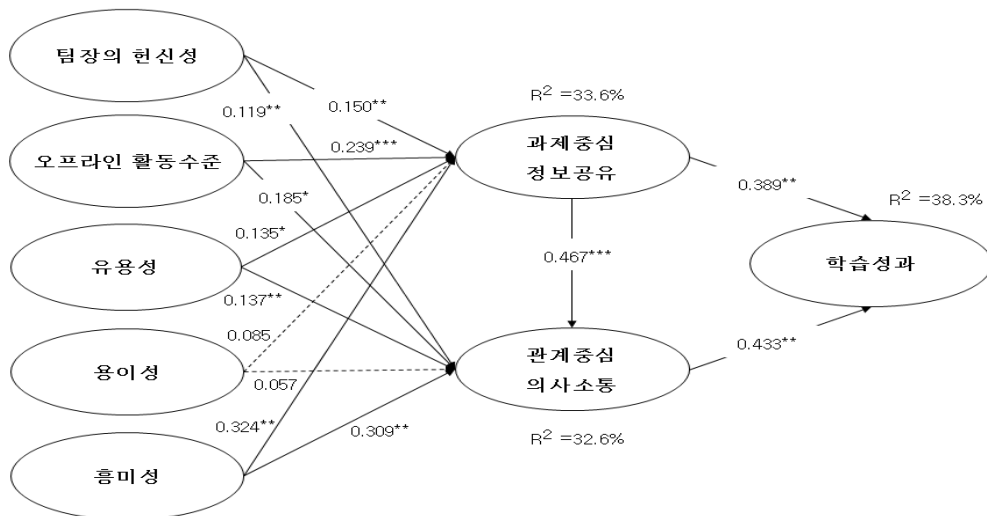 팀장의 헌신성
R² =33.6%
0.119**
0.150**
과제중심
정보공유
오프라인 활동수준
0.239***
0.185*
0.389**
R² =38.3%
유용성
0.135*
0.467***
학습성과
0.137**
0.085
용이성
0.057
관계중심
의사소통
0.433**
0.324**
0.309**
R² =32.6%
흥미성